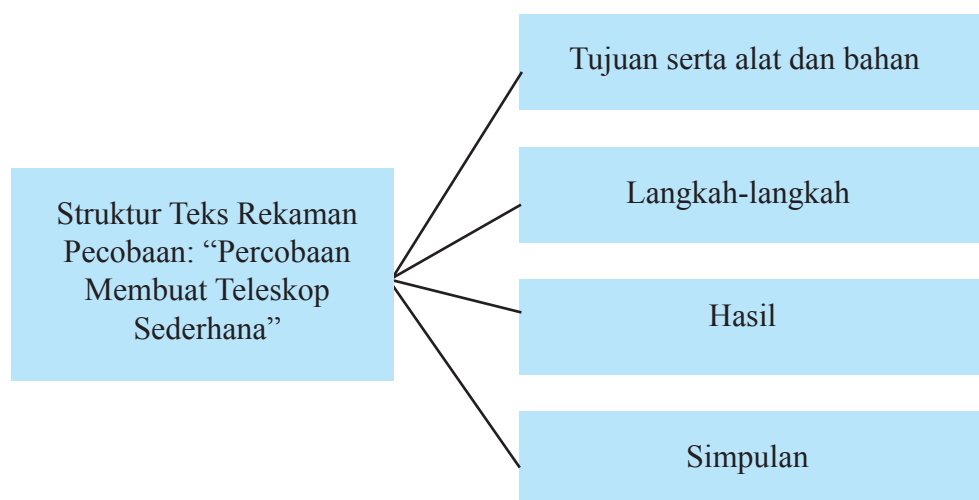 Struktur Teks Rekaman
Pecobaan: “Percobaan
Membuat Teleskop
Sederhana”
Tujuan serta alat dan bahan
Langkah-langkah
Hasil
Simpulan